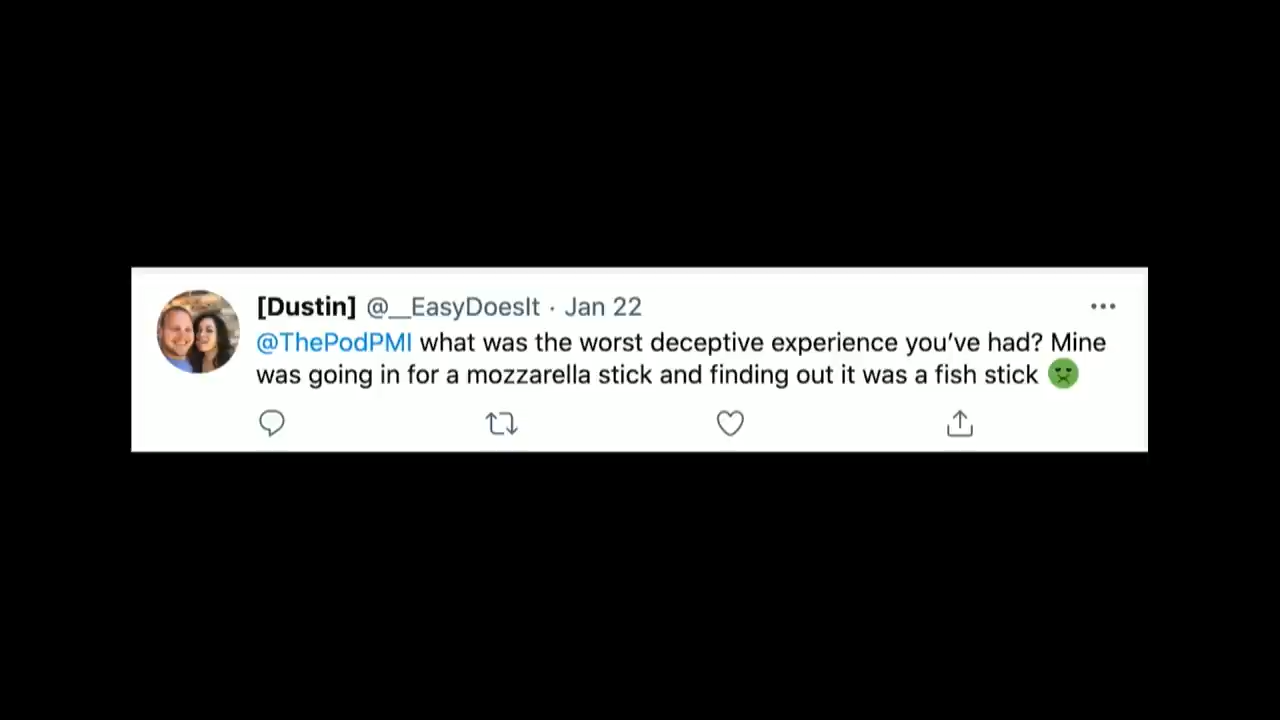 [Dustin] @__EasyDoesIt · Jan 22
@ThePodPMI what was the worst deceptive experience you’ve had? Mine
was going in for a mozzarella stick and finding out it was a fish stick